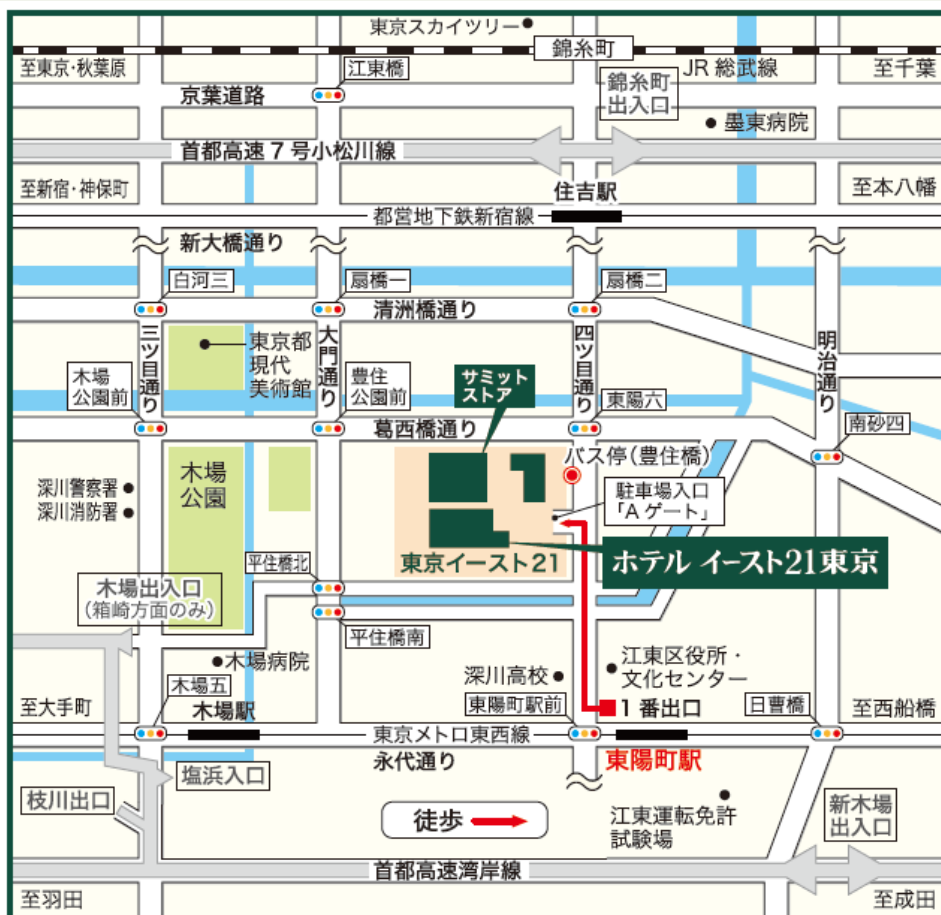 東京スカイツリー
錦糸町
至東京・秋葉原
江東橋
JR 総武線
至千葉
錦糸町
出入口
京葉道路
墨東病院
首都高速7号小松川線
至新宿・神保町
住吉駅
至本八幡
都営地下鉄新宿線
新大橋通り
白河三
扇橋一
扇橋二
清洲橋通り
三ツ目通り
大門通り
四ツ目通り
明治通り
東京都
現代
美術館
木場
公園前
豊住
公園前
サミット
ストア
東陽六
葛西橋通り
南砂四
バス停(豊住橋)
木場
公園
深川警察署
深川消防署
駐車場入口
「Aゲート」
東京イースト21
ホテル イースト21東京
平住橋北
木場出入口
(箱崎方面のみ)
平住橋南
木場病院
深川高校
江東区役所・
文化センター
木場五
東陽町駅前
1番出口
日曹橋
至大手町
木場駅
至西船橋
東京メトロ東西線
永代通り
東陽町駅
塩浜入口
枝川出口
徒歩
江東運転免許
試験場
新木場
出入口
首都高速湾岸線
至羽田
至成田